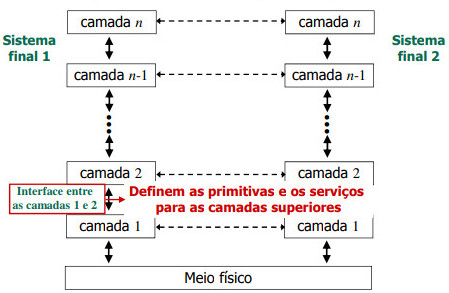 camada n
camada n
Sistema
final 1
Sistema
final 2
camada n-1
camada n-1
camada 2
camada 2
Interface entre
as camadas 1 e 2
Definem as primitivas e os serviços
para as camadas superiores
camada 1
camada 1
Meio físico